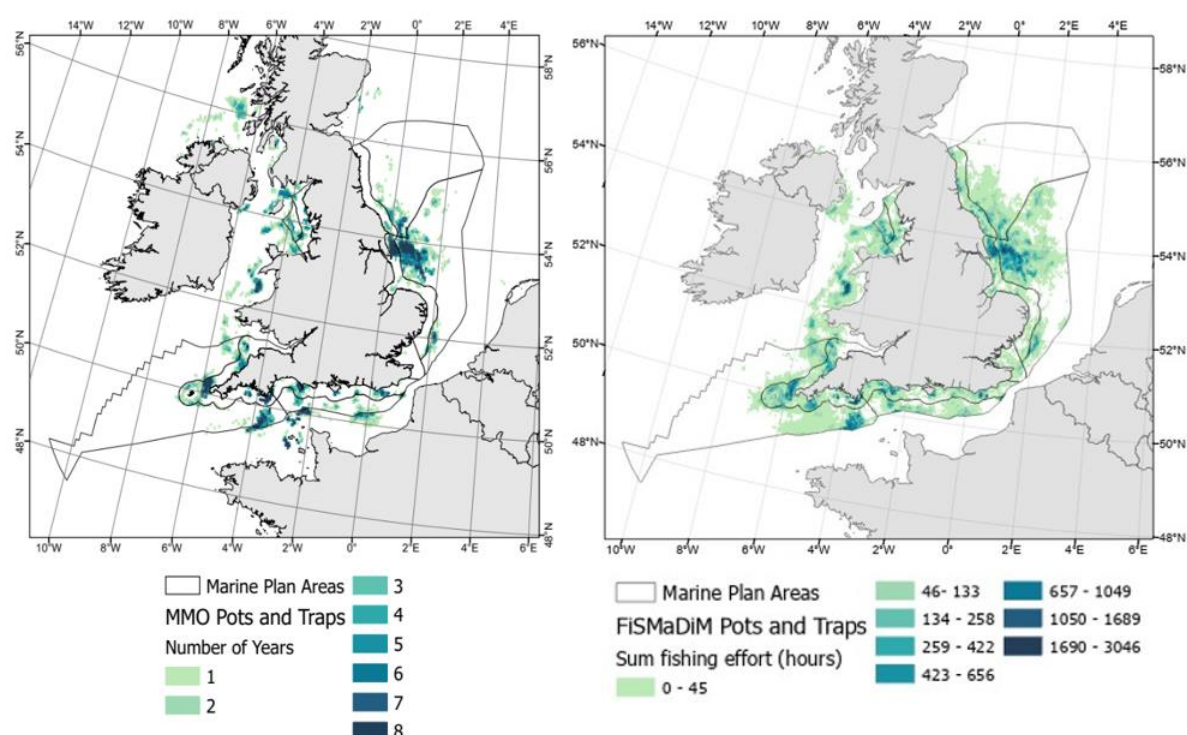 14°W 12°W 10°W 8°W 6°W 4°W 2°W 0° 2°E 4°E
56°N
54°N
52°N
50°N
48°N
58°N
56°N
54°N
52°N
50°N
48°N
10°W 8°W 6°W 4°W 2°W 0° 2°E 4°E 6°E
Marine Plan Areas
MMO Pots and Traps
Number of Years
1
2
3
4
5
6
7
8
14°W 12°W 10°W 8°W 6°W 4°W 2°W 0° 2°E 4°E
56°N
54°N
52°N
50°N
48°N
58°N
56°N
54°N
52°N
50°N
48°N
10°W 8°W 6°W 4°W 2°W 0° 2°E 4°E 6°E
Marine Plan Areas
FiSMaDiM Pots and Traps
Sum fishing effort (hours)
0 - 45
46- 133
134 - 258
259 - 422
423 - 656
657 - 1049
1050 - 1689
1690 - 3046